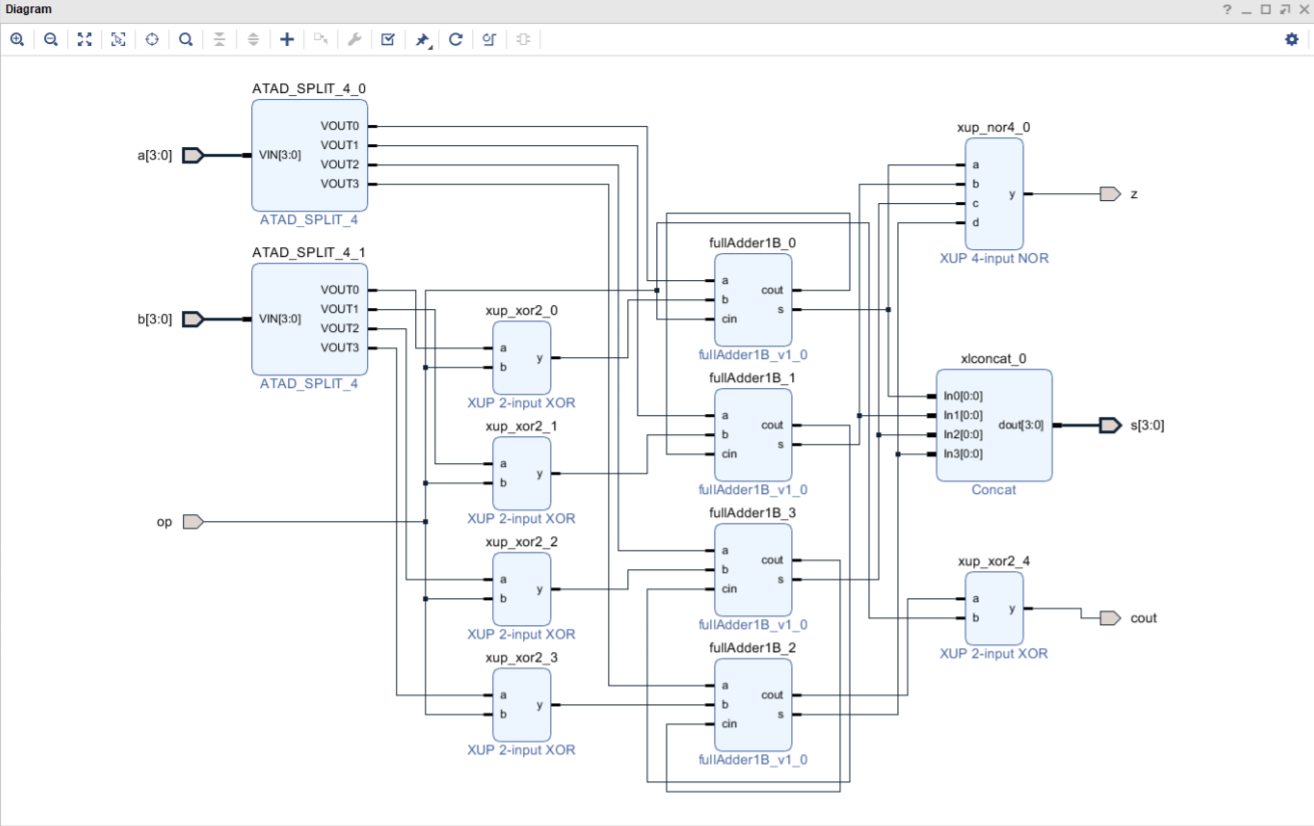 Diagram
ATAD_SPLIT_4_0
VOUT0
VOUT1
VOUT2
VOUT3
a[3:0]
VIN[3:0]
ATAD_SPLIT_4
ATAD_SPLIT_4_1
VOUT0
VOUT1
VOUT2
VOUT3
b[3:0]
VIN[3:0]
ATAD_SPLIT_4
op
xup_xor2_0
a
b
y
XUP 2-input XOR
xup_xor2_1
a
b
y
XUP 2-input XOR
xup_xor2_2
a
b
y
XUP 2-input XOR
xup_xor2_3
a
b
y
XUP 2-input XOR
fullAdder1B_0
a
b
cin
cout
s
fullAdder1B_v1_0
fullAdder1B_1
a
b
cin
cout
s
fullAdder1B_v1_0
fullAdder1B_3
a
b
cin
cout
s
fullAdder1B_v1_0
fullAdder1B_2
a
b
cin
cout
s
fullAdder1B_v1_0
xup_nor4_0
a
b
c
d
y
z
XUP 4-input NOR
xlconcat_0
In0[0:0]
In1[0:0]
In2[0:0]
In3[0:0]
dout[3:0]
s[3:0]
Concat
xup_xor2_4
a
b
y
cout
XUP 2-input XOR